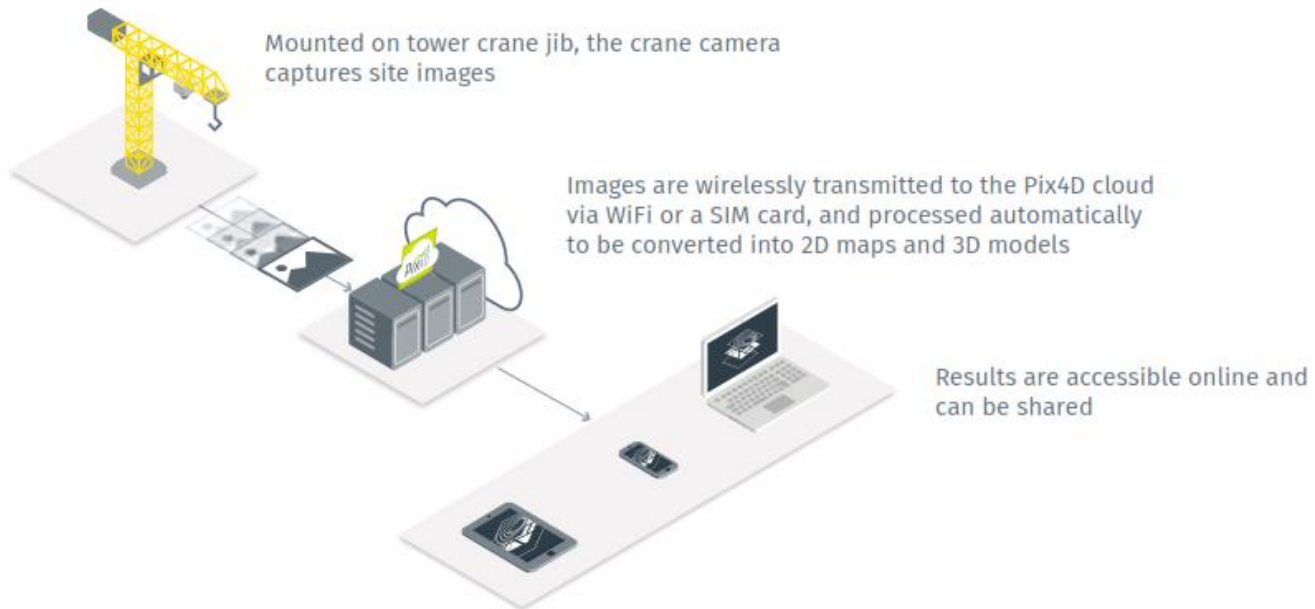 Mounted on tower crane jib, the crane camera
captures site images
Images are wirelessly transmitted to the Pix4D cloud
via WiFi or a SIM card, and processed automatically
to be converted into 2D maps and 3D models
PIX4D
Results are accessible online and
can be shared